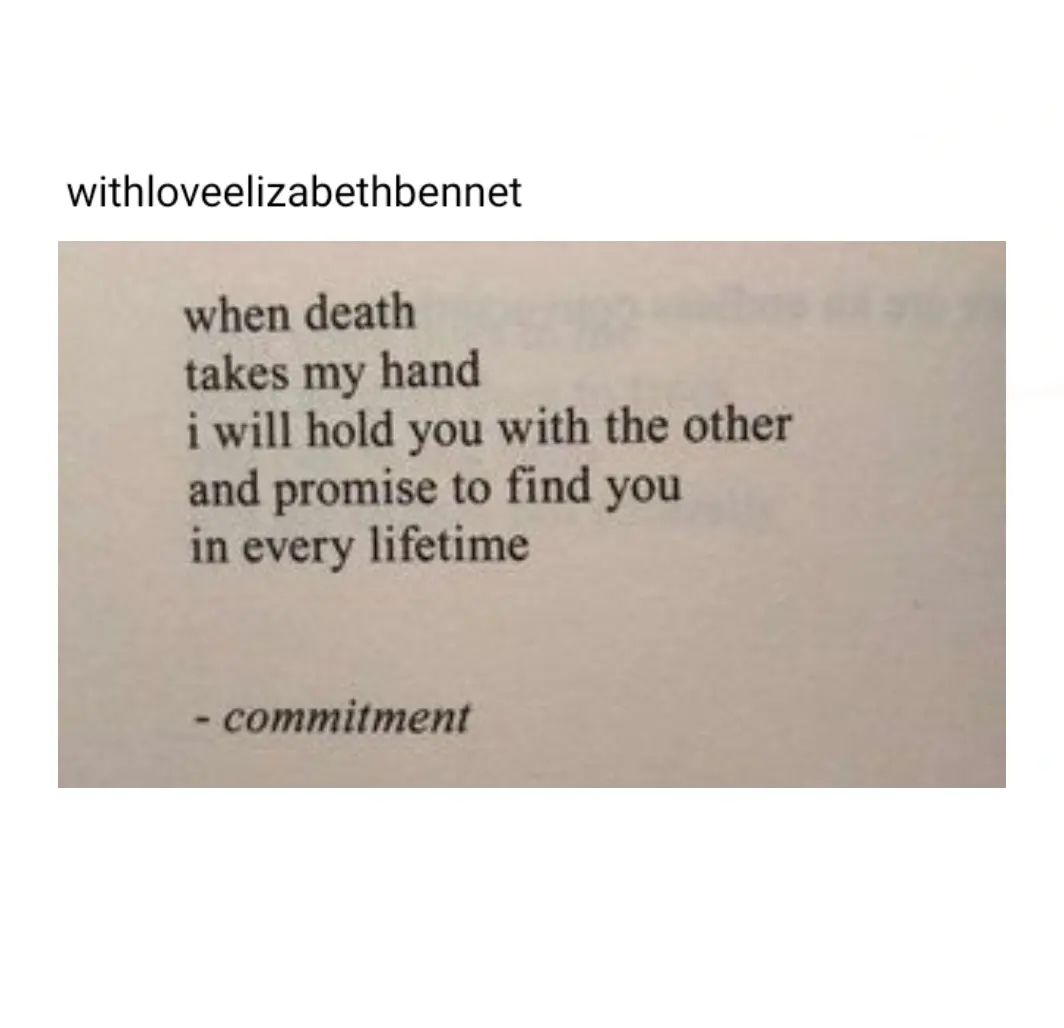 withloveelizabethbennet
when death
takes my hand
i will hold you with the other
and promise to find you
in every lifetime
- commitment